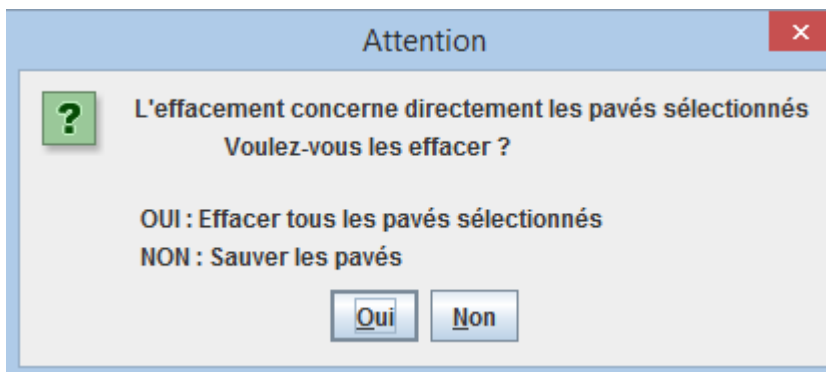 Attention
L'effacement concerne directement les pavés sélectionnés
Voulez-vous les effacer ?
OUI : Effacer tous les pavés sélectionnés
NON : Sauver les pavés
Oui Non